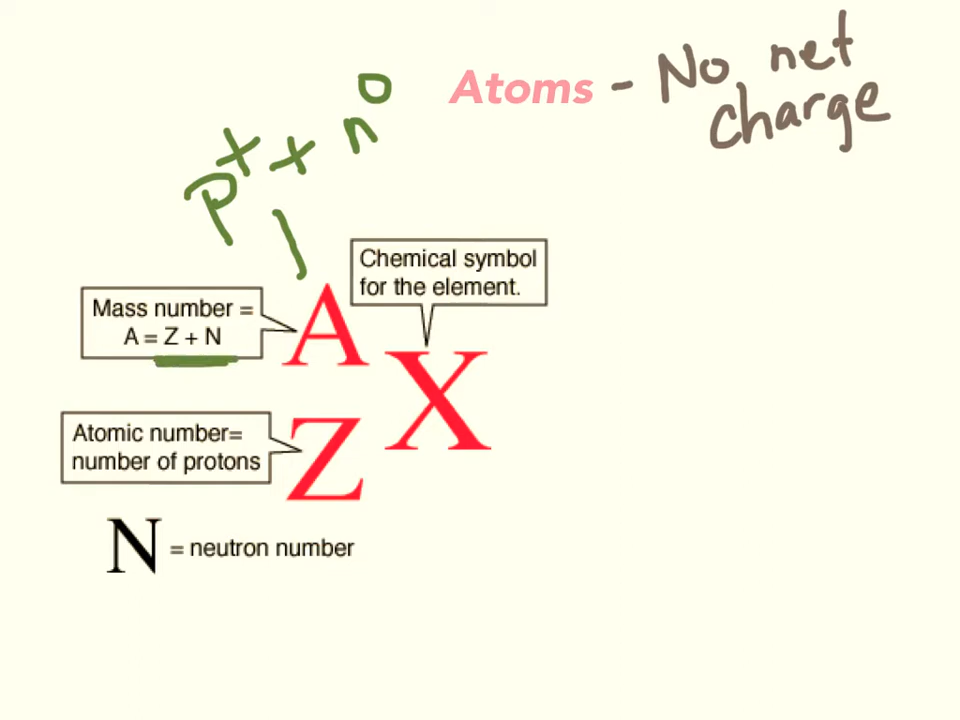 Atoms - No net
charge
p⁺ + n⁰
Chemical symbol
for the element.
Mass number =
A = Z + N
A
X
Atomic number=
number of protons
Z
N = neutron number